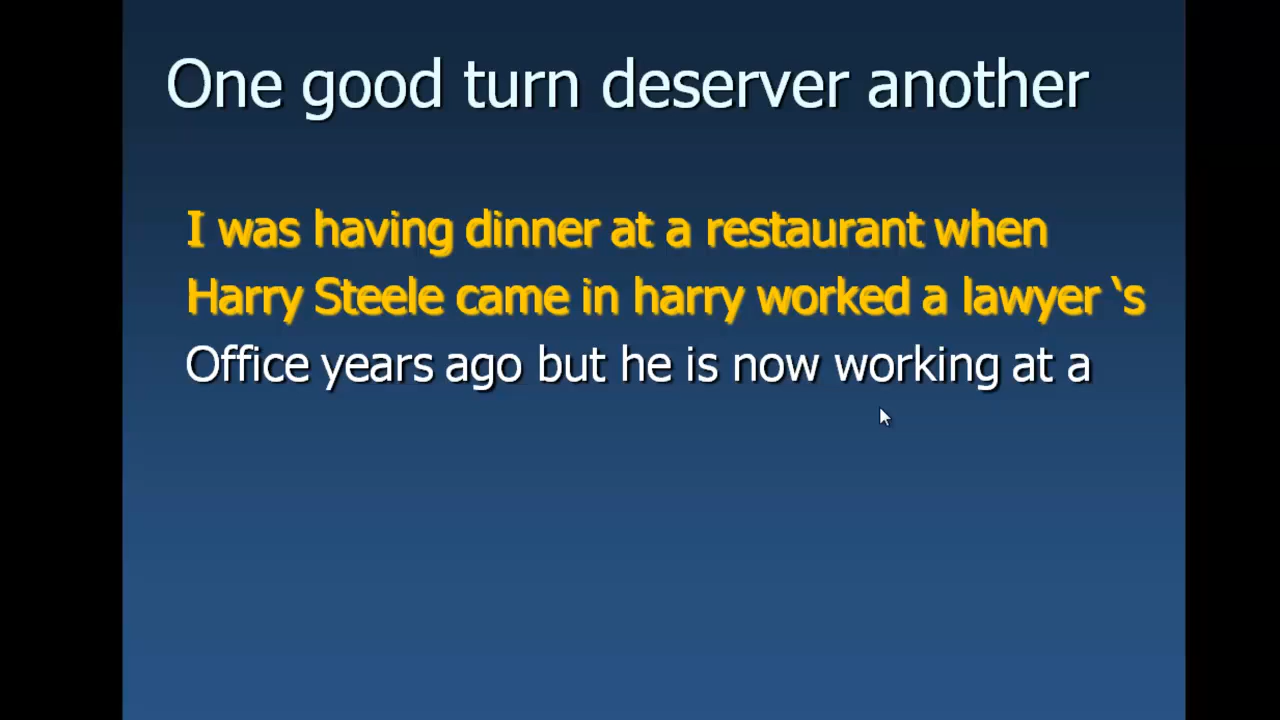 One good turn deserver another
I was having dinner at a restaurant when
Harry Steele came in harry worked a lawyer ‘s
Office years ago but he is now working at a